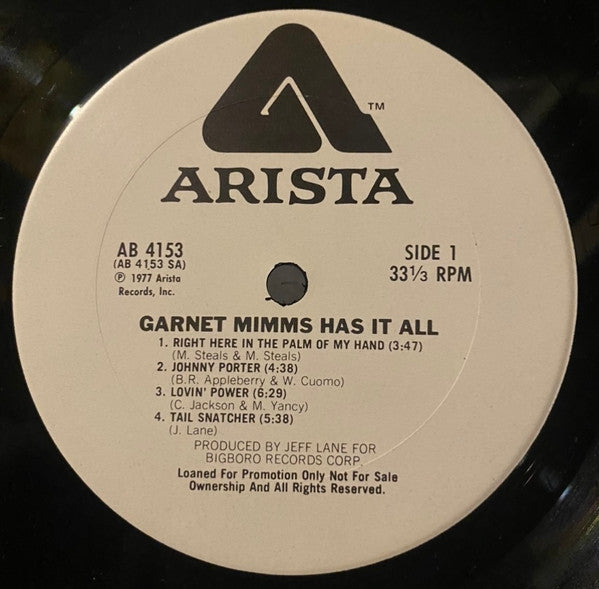 TM
ARISTA
AB 4153
(AB 4153 SA)
℗ 1977 Arista
Records, Inc.
SIDE 1
33⅓ RPM
GARNET MIMMS HAS IT ALL
1. RIGHT HERE IN THE PALM OF MY HAND (3:47)
(M. Steals & M. Steals)
2. JOHNNY PORTER (4:38)
(B.R. Appleberry & W. Cuomo)
3. LOVIN' POWER (6:29)
(C. Jackson & M. Yancy)
4. TAIL SNATCHER (5:38)
(J. Lane)
PRODUCED BY JEFF LANE FOR
BIGBORO RECORDS CORP.
Loaned For Promotion Only Not For Sale
Ownership And All Rights Reserved.